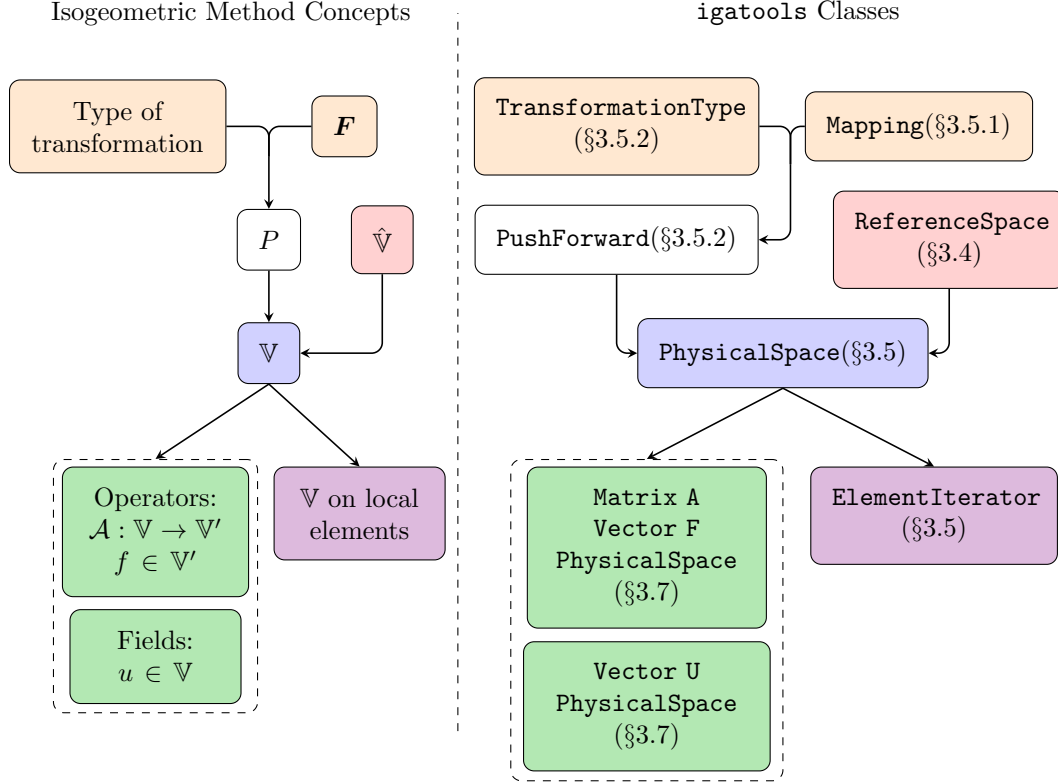 Isogeometric Method Concepts
Type of
transformation
F
P
𝕍̂
𝕍
Operators:
𝒜 : 𝕍 → 𝕍′
f ∈ 𝕍′
Fields:
u ∈ 𝕍
𝕍 on local
elements
igatools Classes
TransformationType
(§3.5.2)
Mapping(§3.5.1)
PushForward(§3.5.2)
ReferenceSpace
(§3.4)
PhysicalSpace(§3.5)
Matrix A
Vector F
PhysicalSpace
(§3.7)
Vector U
PhysicalSpace
(§3.7)
ElementIterator
(§3.5)